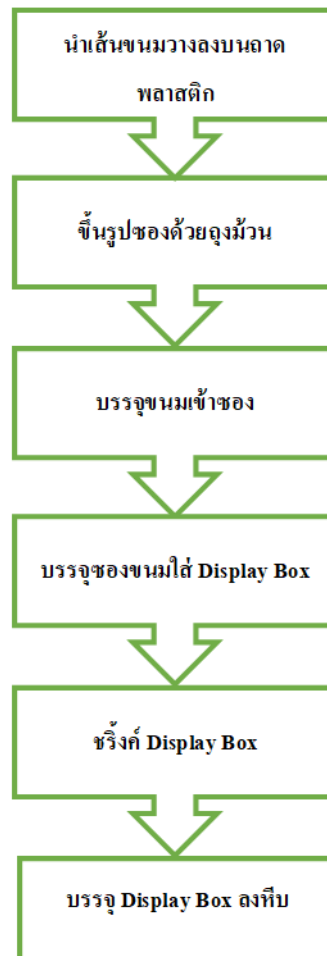 นำเส้นขนมวางลงบนถาด
พลาสติก
ขึ้นรูปซองด้วยถุงม้วน
บรรจุขนมเข้าซอง
บรรจุซองขนมใส่ Display Box
ชริ้งค์ Display Box
บรรจุ Display Box ลงหีบ